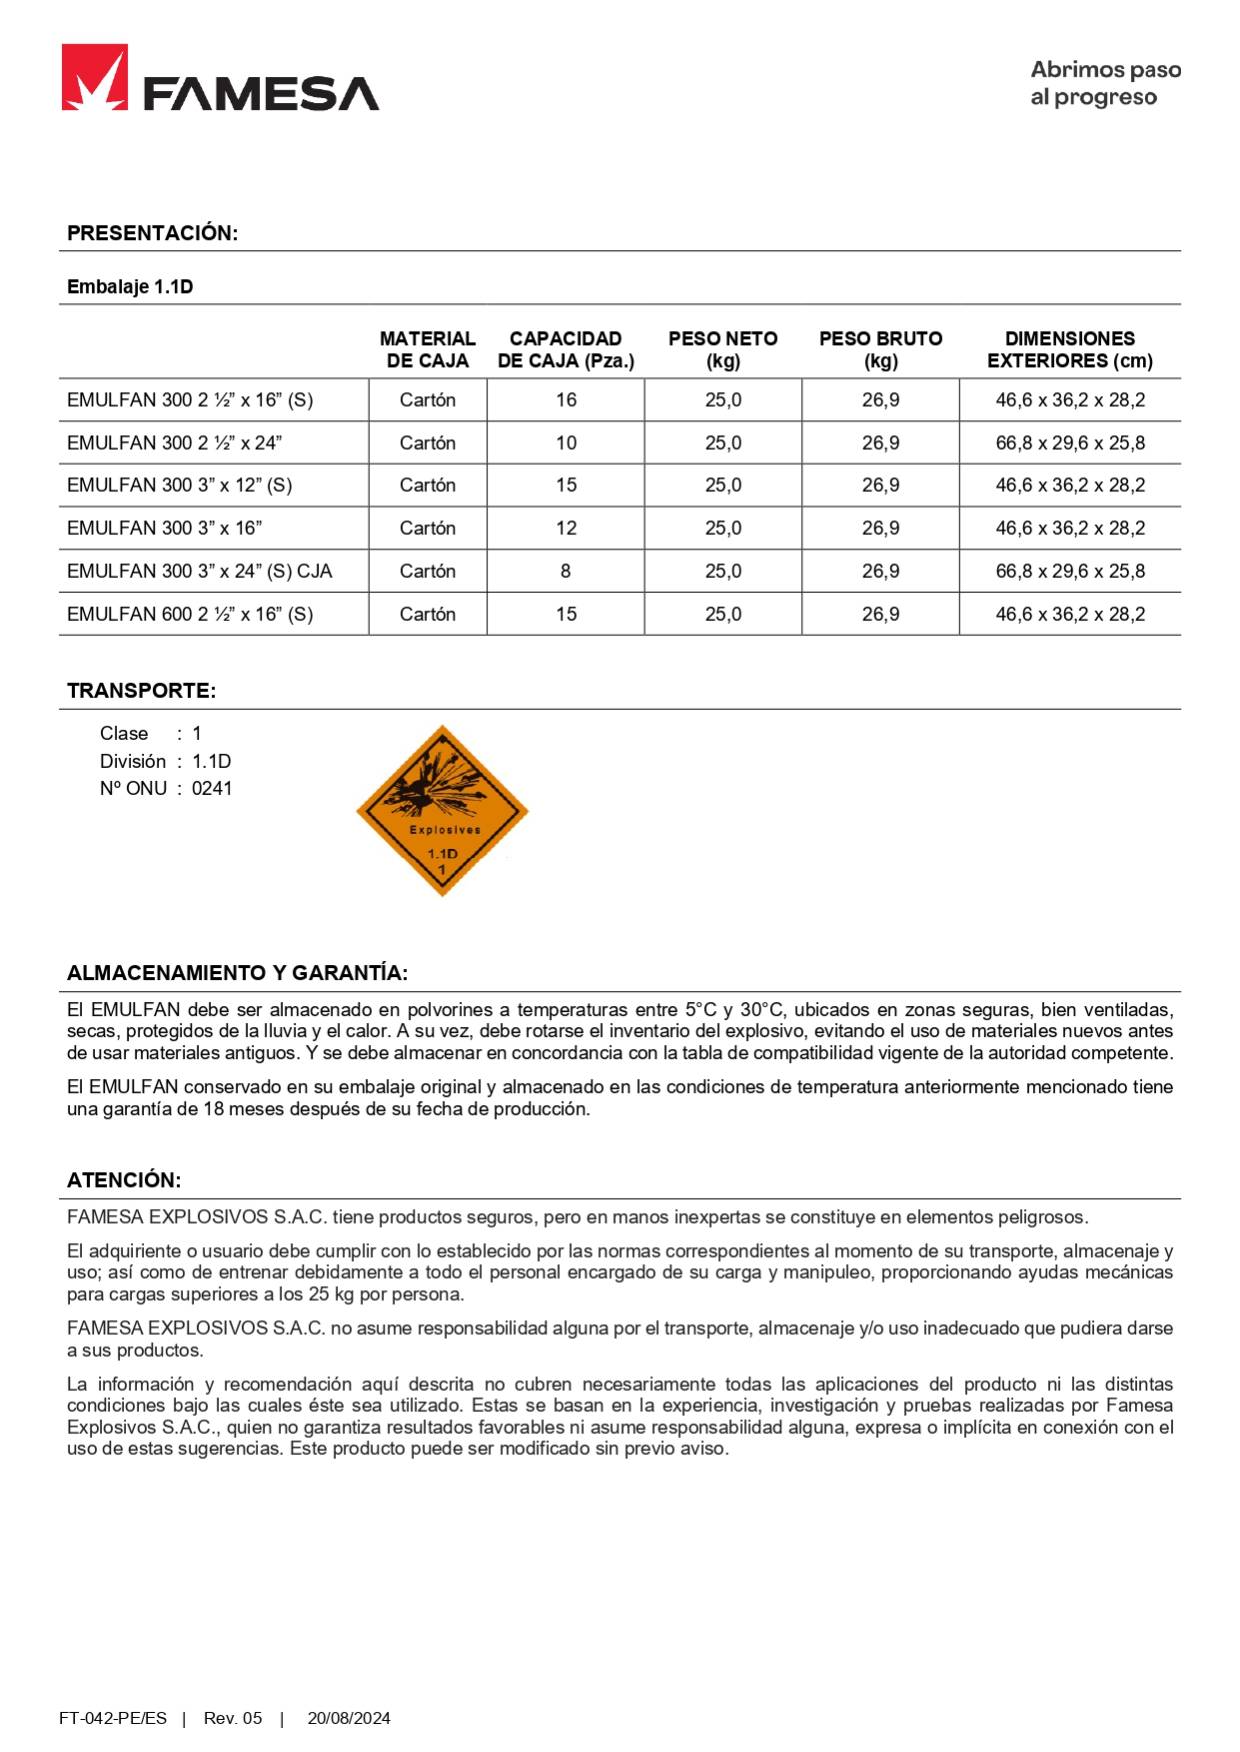 FAMESA
Abrimos paso
al progreso
PRESENTACIÓN:
Embalaje 1.1D
MATERIAL DE CAJA CAPACIDAD DE CAJA (Pza.) PESO NETO (kg) PESO BRUTO (kg) DIMENSIONES EXTERIORES (cm)
EMULFAN 300 2 ½” x 16” (S) Cartón 16 25,0 26,9 46,6 x 36,2 x 28,2
EMULFAN 300 2 ½” x 24” Cartón 10 25,0 26,9 66,8 x 29,6 x 25,8
EMULFAN 300 3” x 12” (S) Cartón 15 25,0 26,9 46,6 x 36,2 x 28,2
EMULFAN 300 3” x 16” Cartón 12 25,0 26,9 46,6 x 36,2 x 28,2
EMULFAN 300 3” x 24” (S) CJA Cartón 8 25,0 26,9 66,8 x 29,6 x 25,8
EMULFAN 600 2 ½” x 16” (S) Cartón 15 25,0 26,9 46,6 x 36,2 x 28,2
TRANSPORTE:
Clase : 1
División : 1.1D
Nº ONU : 0241
Explosives
1.1D
1
ALMACENAMIENTO Y GARANTÍA:
El EMULFAN debe ser almacenado en polvorines a temperaturas entre 5°C y 30°C, ubicados en zonas seguras, bien ventiladas,
secas, protegidos de la lluvia y el calor. A su vez, debe rotarse el inventario del explosivo, evitando el uso de materiales nuevos antes
de usar materiales antiguos. Y se debe almacenar en concordancia con la tabla de compatibilidad vigente de la autoridad competente.
El EMULFAN conservado en su embalaje original y almacenado en las condiciones de temperatura anteriormente mencionado tiene
una garantía de 18 meses después de su fecha de producción.
ATENCIÓN:
FAMESA EXPLOSIVOS S.A.C. tiene productos seguros, pero en manos inexpertas se constituye en elementos peligrosos.
El adquiriente o usuario debe cumplir con lo establecido por las normas correspondientes al momento de su transporte, almacenaje y
uso; así como de entrenar debidamente a todo el personal encargado de su carga y manipuleo, proporcionando ayudas mecánicas
para cargas superiores a los 25 kg por persona.
FAMESA EXPLOSIVOS S.A.C. no asume responsabilidad alguna por el transporte, almacenaje y/o uso inadecuado que pudiera darse
a sus productos.
La información y recomendación aquí descrita no cubren necesariamente todas las aplicaciones del producto ni las distintas
condiciones bajo las cuales éste sea utilizado. Estas se basan en la experiencia, investigación y pruebas realizadas por Famesa
Explosivos S.A.C., quien no garantiza resultados favorables ni asume responsabilidad alguna, expresa o implícita en conexión con el
uso de estas sugerencias. Este producto puede ser modificado sin previo aviso.
FT-042-PE/ES | Rev. 05 | 20/08/2024